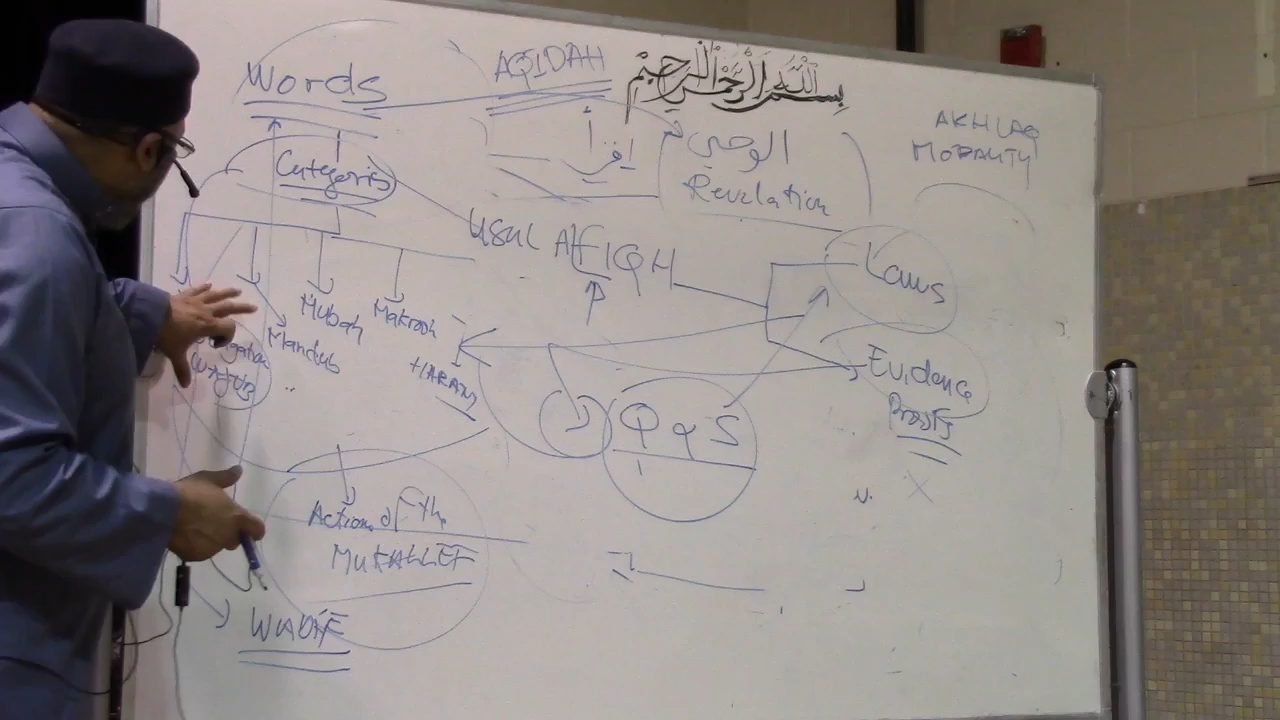 Words
AQIDAH
بسم الله الرحمن الرحيم
AKHLAQ
MORALITY
إقرأ
الوحي
Revelation
Categories
USUL Al FIQH
Laws
Mubah
Makrooh
Mandub
HARAM
Evidence
Proofs
Q & S
Actions of the
MUKALLEF